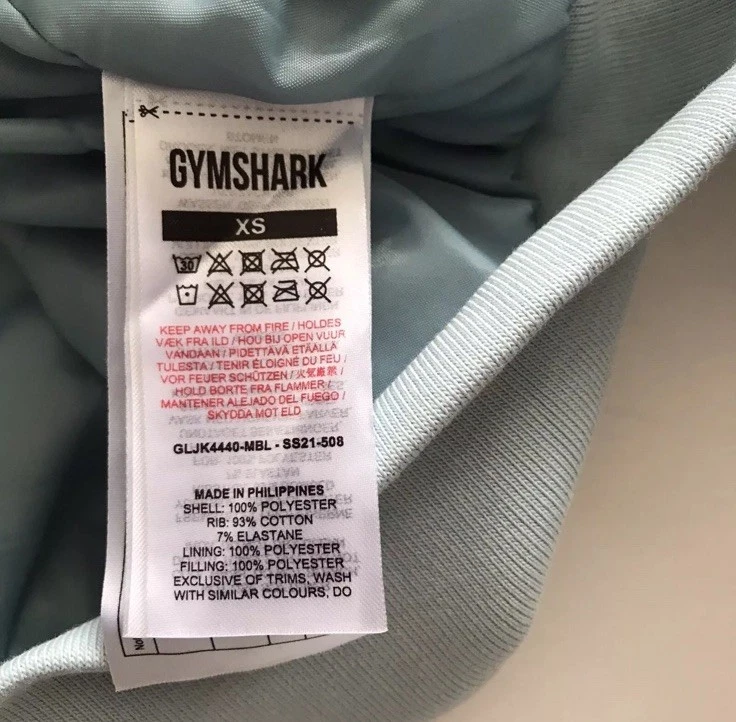 GYMSHARK
XS
30
KEEP AWAY FROM FIRE / HOLDES
VÆK FRA ILD / HOU BIJ OPEN VUUR
VANDAAN / PIDETTÄVÄ ETÄÄLLÄ
TULESTA / TENIR ÉLOIGNÉ DU FEU /
VOR FEUER SCHÜTZEN / 火気厳禁 /
HOLD BORTE FRA FLAMMER /
MANTENER ALEJADO DEL FUEGO /
SKYDDA MOT ELD
GLJK4440-MBL - SS21-508
MADE IN PHILIPPINES
SHELL: 100% POLYESTER
RIB: 93% COTTON
7% ELASTANE
LINING: 100% POLYESTER
FILLING: 100% POLYESTER
EXCLUSIVE OF TRIMS, WASH
WITH SIMILAR COLOURS, DO